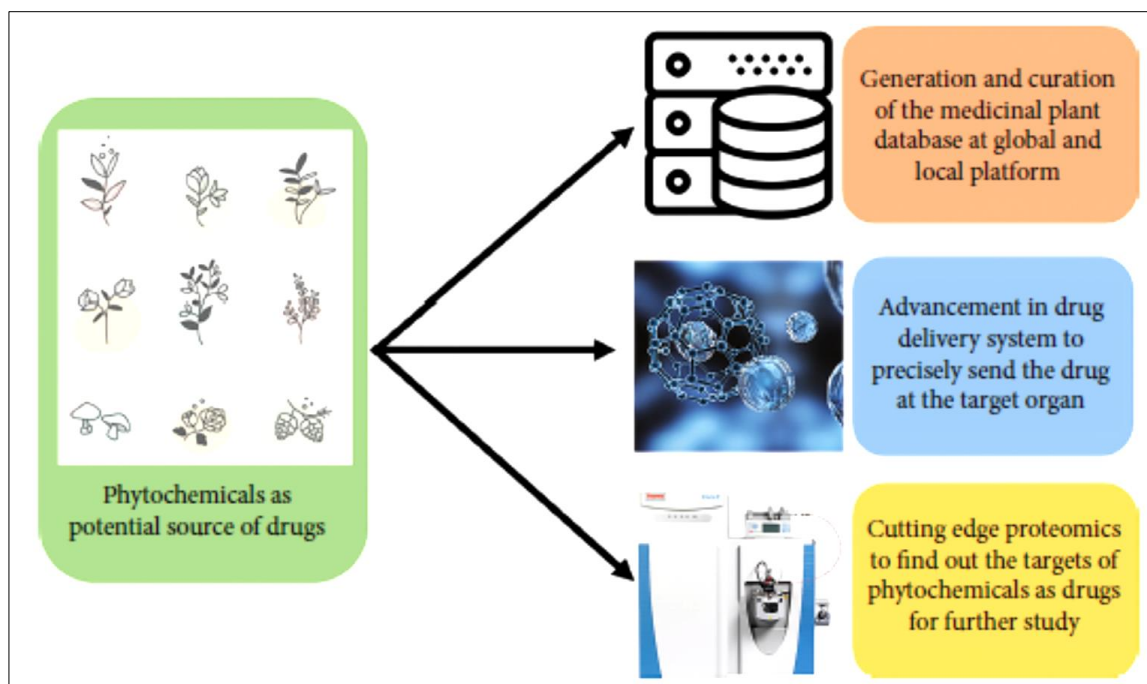 Phytochemicals as
potential source of drugs
Generation and curation
of the medicinal plant
database at global and
local platform
Advancement in drug
delivery system to
precisely send the drug
at the target organ
Cutting edge proteomics
to find out the targets of
phytochemicals as drugs
for further study